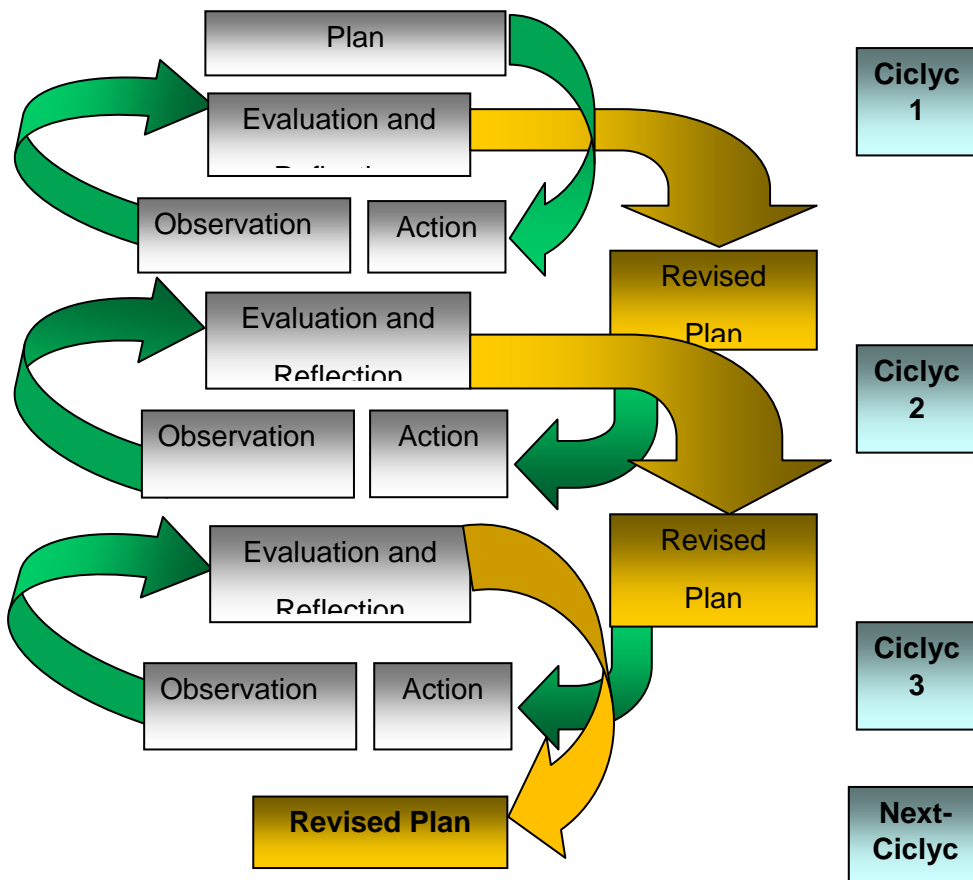 Plan
Ciclyc
1
Evaluation and
Observation
Action
Revised
Plan
Evaluation and
Reflection
Ciclyc
2
Observation
Action
Revised
Plan
Evaluation and
Reflection
Ciclyc
3
Observation
Action
Revised Plan
Next-
Ciclyc